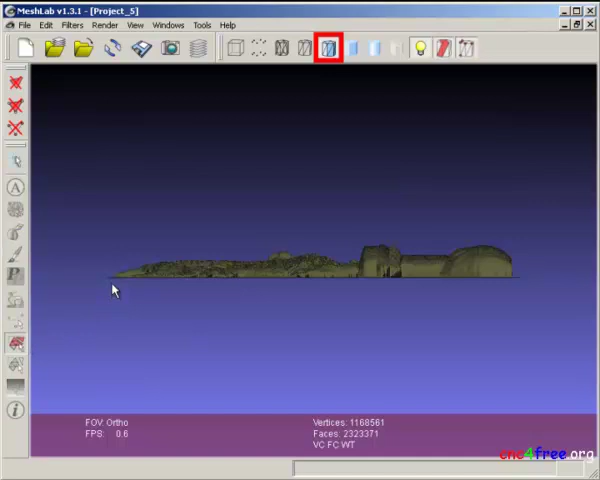 MeshLab v1.3.1 - [Project_5]
File Edit Filters Render View Windows Tools Help
A
P
i
FOV: Ortho
FPS: 0.6
Vertices: 1168561
Faces: 2323371
VC FC WT
cnc4free.org